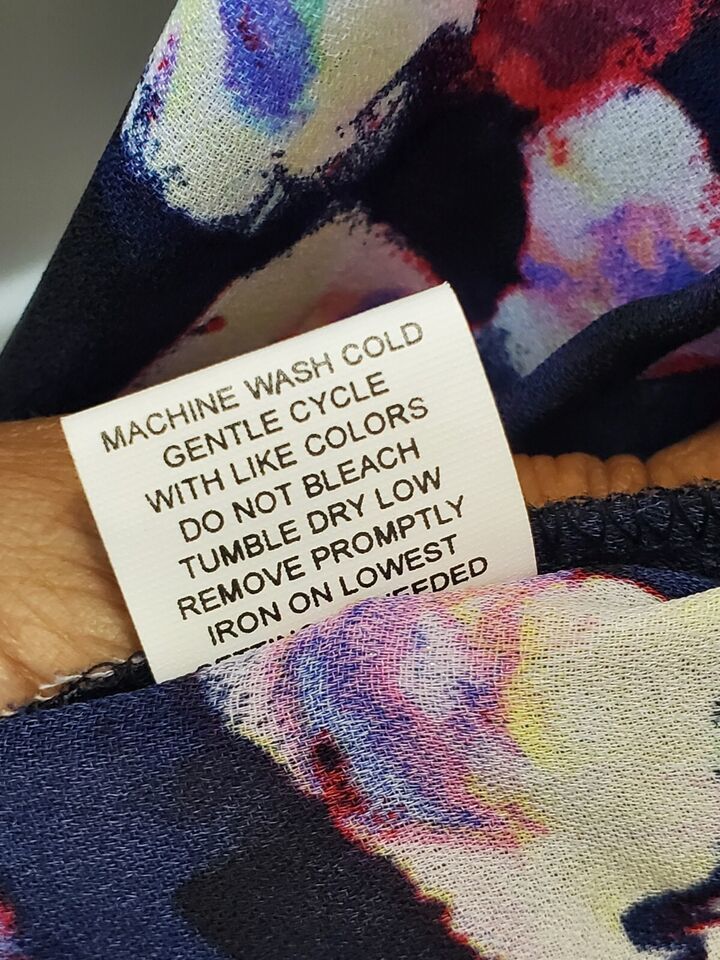 MACHINE WASH COLD
GENTLE CYCLE
WITH LIKE COLORS
DO NOT BLEACH
TUMBLE DRY LOW
REMOVE PROMPTLY
IRON ON LOWEST
NEEDED